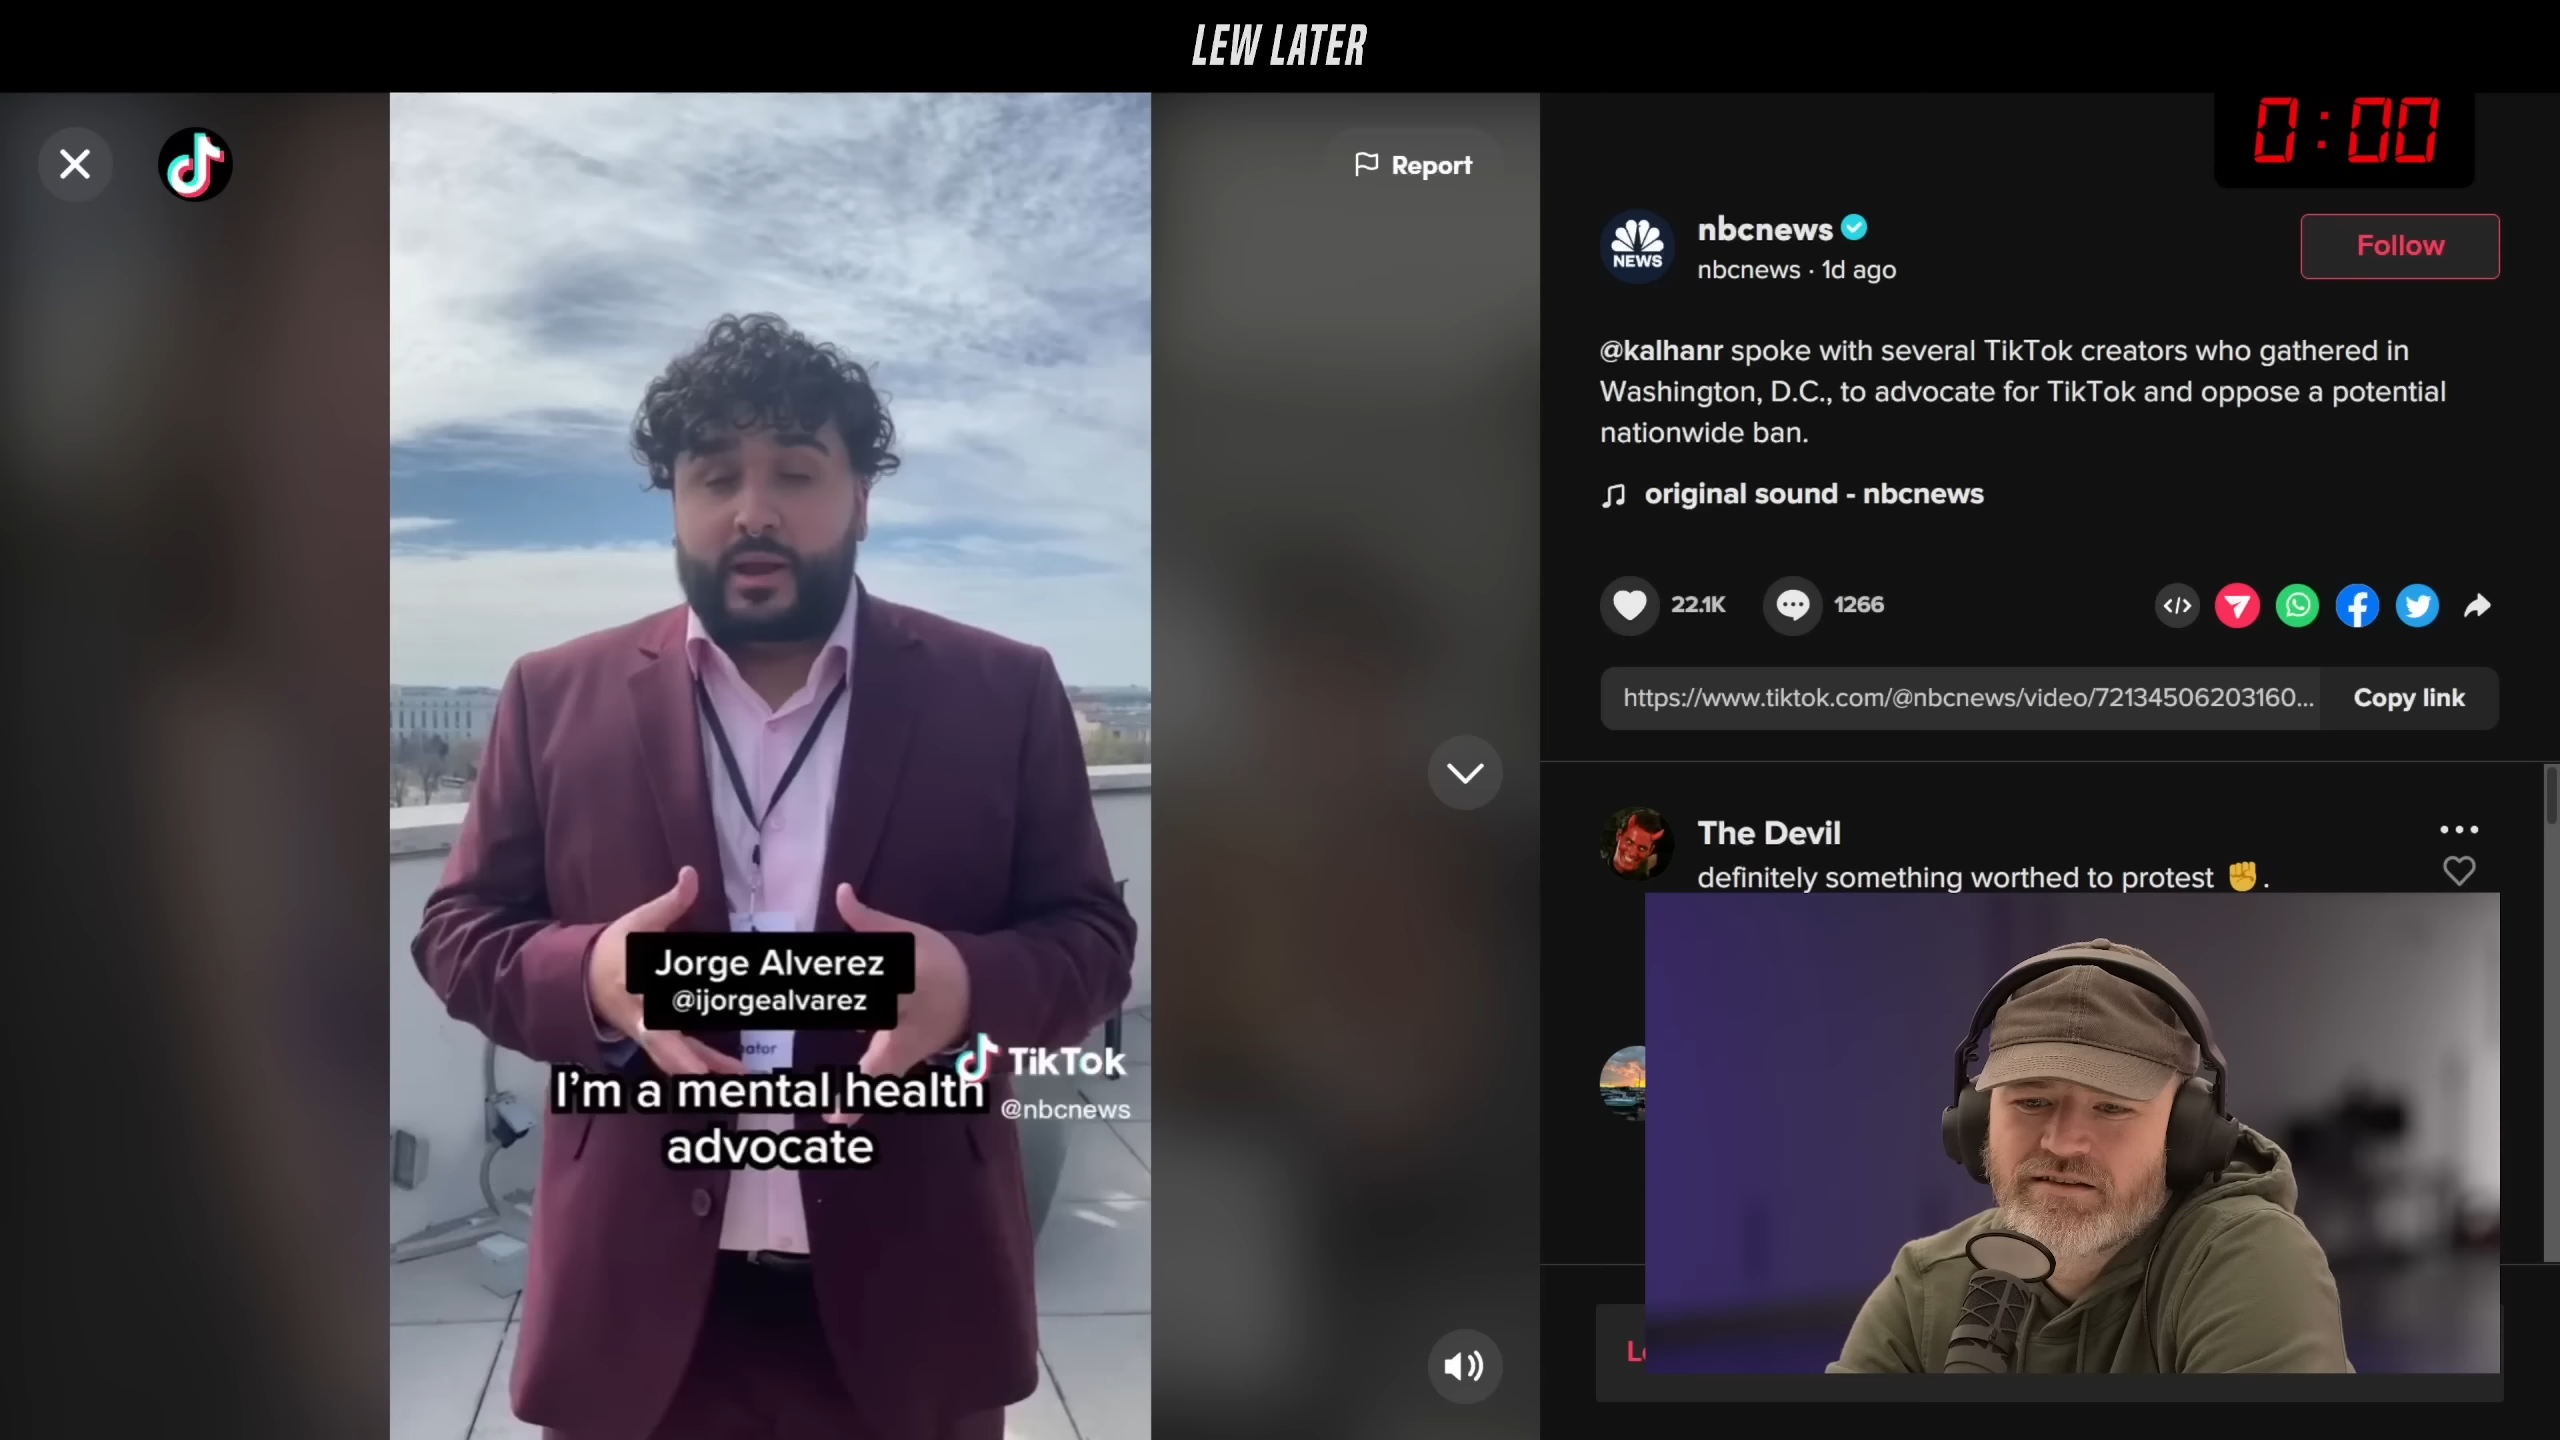 LEW LATER
0:00
Report
nbcnews
nbcnews · 1d ago
Follow
NEWS
@kalhanr spoke with several TikTok creators who gathered in
Washington, D.C., to advocate for TikTok and oppose a potential
nationwide ban.
original sound - nbcnews
22.1K
1266
https://www.tiktok.com/@nbcnews/video/72134506203160...
Copy link
The Devil
definitely something worthed to protest ✊ .
Jorge Alverez
@ijorgealvarez
TikTok
@nbcnews
I'm a mental health
advocate